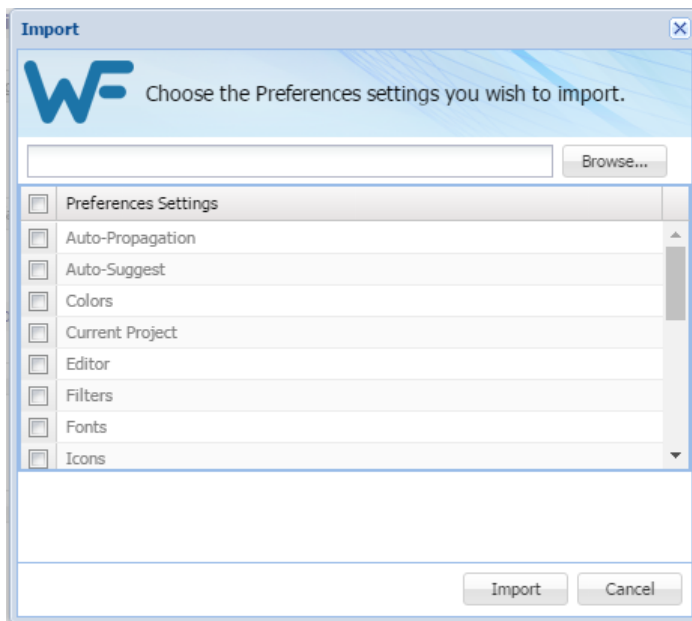 Import
WF Choose the Preferences settings you wish to import.
Browse...
Preferences Settings
Auto-Propagation
Auto-Suggest
Colors
Current Project
Editor
Filters
Fonts
Icons
Import Cancel